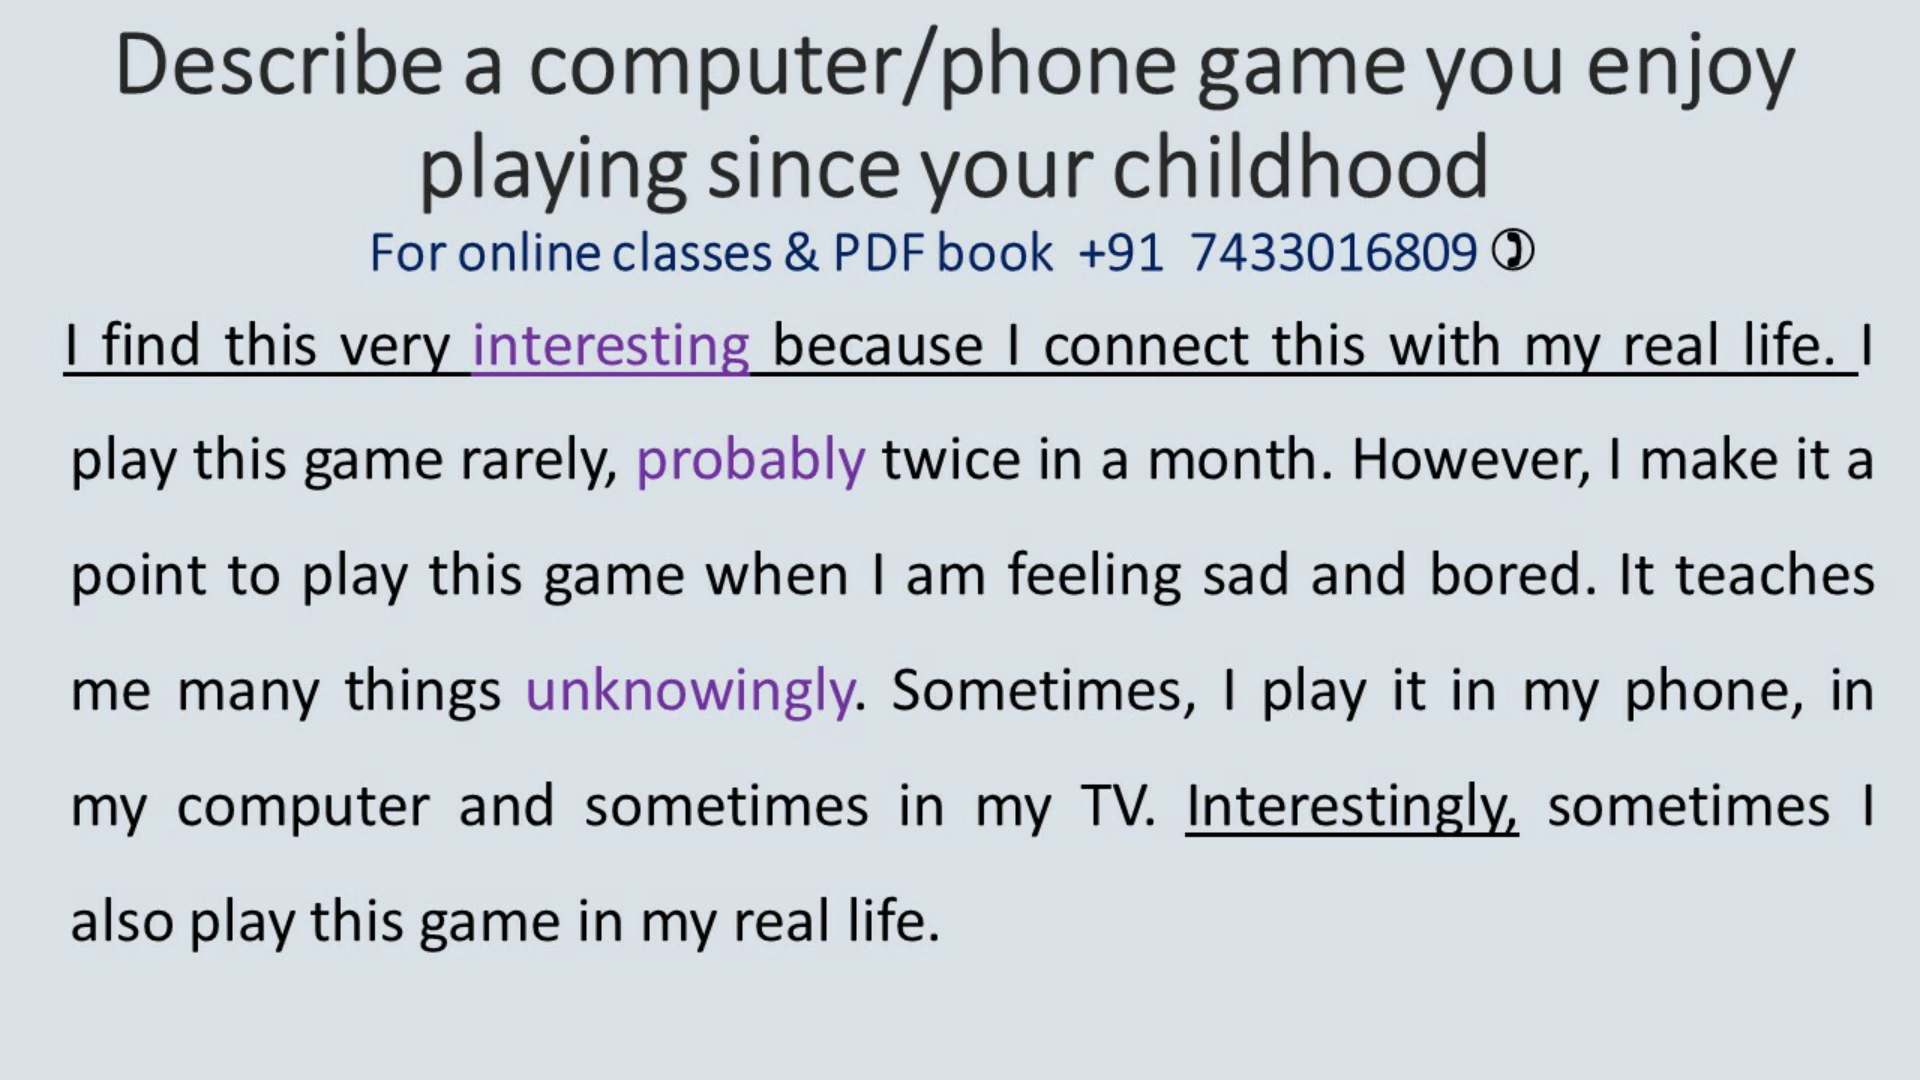 Describe a computer/phone game you enjoy
playing since your childhood
For online classes & PDF book +91 7433016809 ✆
I find this very interesting because I connect this with my real life. I
play this game rarely, probably twice in a month. However, I make it a
point to play this game when I am feeling sad and bored. It teaches
me many things unknowingly. Sometimes, I play it in my phone, in
my computer and sometimes in my TV. Interestingly, sometimes I
also play this game in my real life.